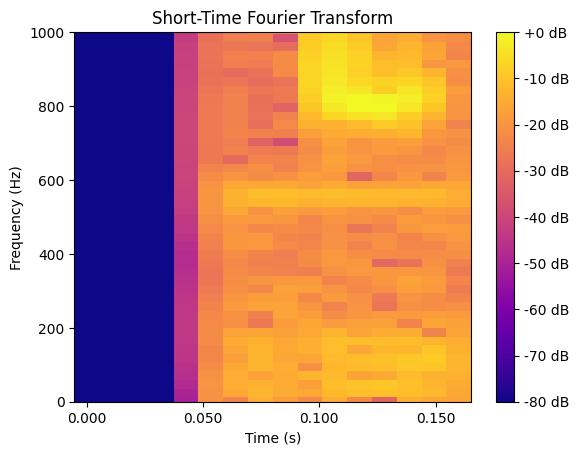 Short-Time Fourier Transform
1000
800
600
400
200
0
Frequency (Hz)
0.000
0.050
0.100
0.150
Time (s)
+0 dB
-10 dB
-20 dB
-30 dB
-40 dB
-50 dB
-60 dB
-70 dB
-80 dB